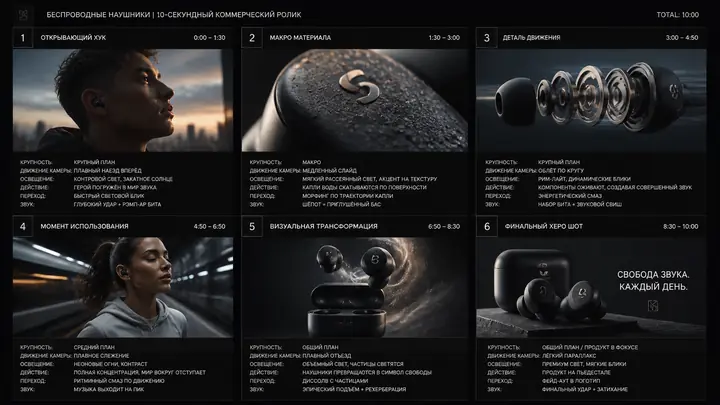 БЕСПРОВОДНЫЕ НАУШНИКИ | 10-СЕКУНДНЫЙ КОММЕРЧЕСКИЙ РОЛИК
TOTAL: 10:00
1 ОТКРЫВАЮЩИЙ ХУК 0:00 – 1:30
КРУПНОСТЬ: КРУПНЫЙ ПЛАН
ДВИЖЕНИЕ КАМЕРЫ: ПЛАВНЫЙ НАЕЗД ВПЕРЁД
ОСВЕЩЕНИЕ: КОНТРОВОЙ СВЕТ, ЗАКАТНОЕ СОЛНЦЕ
ДЕЙСТВИЕ: ГЕРОЙ ПОГРУЖЁН В МИР ЗВУКА
ПЕРЕХОД: БЫСТРЫЙ СВЕТОВОЙ БЛИК
ЗВУК: ГЛУБОКИЙ УДАР + РЭМП-АР БИТА
2 МАКРО МАТЕРИАЛА 1:30 – 3:00
КРУПНОСТЬ: МАКРО
ДВИЖЕНИЕ КАМЕРЫ: МЕДЛЕННЫЙ СЛАЙД
ОСВЕЩЕНИЕ: МЯГКИЙ РАССЕЯННЫЙ СВЕТ, АКЦЕНТ НА ТЕКСТУРУ
ДЕЙСТВИЕ: КАПЛИ ВОДЫ СКАТЫВАЮТСЯ ПО ПОВЕРХНОСТИ
ПЕРЕХОД: МОРФИНГ ПО ТРАЕКТОРИИ КАПЛИ
ЗВУК: ШЁПОТ + ПРИГЛУШЁННЫЙ БАС
3 ДЕТАЛЬ ДВИЖЕНИЯ 3:00 – 4:50
КРУПНОСТЬ: КРУПНЫЙ ПЛАН
ДВИЖЕНИЕ КАМЕРЫ: ОБЛЁТ ПО КРУГУ
ОСВЕЩЕНИЕ: РИМ-ЛАЙТ, ДИНАМИЧЕСКИЕ БЛИКИ
ДЕЙСТВИЕ: КОМПОНЕНТЫ ОЖИВАЮТ, СОЗДАВАЯ СОВЕРШЕННЫЙ ЗВУК
ПЕРЕХОД: ЭНЕРГЕТИЧЕСКИЙ СМАЗ
ЗВУК: НАБОР БИТА + ЗВУКОВОЙ СВИШ
4 МОМЕНТ ИСПОЛЬЗОВАНИЯ 4:50 – 6:50
КРУПНОСТЬ: СРЕДНИЙ ПЛАН
ДВИЖЕНИЕ КАМЕРЫ: ПЛАВНОЕ СЛЕЖЕНИЕ
ОСВЕЩЕНИЕ: НЕОНОВЫЕ ОГНИ, КОНТРАСТ
ДЕЙСТВИЕ: ПОЛНАЯ КОНЦЕНТРАЦИЯ, МИР ВОКРУГ ОТСТУПАЕТ
ПЕРЕХОД: РИТМИЧНЫЙ СМАЗ ПО ДВИЖЕНИЮ
ЗВУК: МУЗЫКА ВЫХОДИТ НА ПИК
5 ВИЗУАЛЬНАЯ ТРАНСФОРМАЦИЯ 6:50 – 8:30
КРУПНОСТЬ: ОБЩИЙ ПЛАН
ДВИЖЕНИЕ КАМЕРЫ: ПЛАВНЫЙ ОТЪЕЗД
ОСВЕЩЕНИЕ: ОБЪЕМНЫЙ СВЕТ, ЧАСТИЦЫ СВЕТЯТСЯ
ДЕЙСТВИЕ: НАУШНИКИ ПРЕВРАЩАЮТСЯ В СИМВОЛ СВОБОДЫ
ПЕРЕХОД: ДИССОЛВ С ЧАСТИЦАМИ
ЗВУК: ЭПИЧЕСКИЙ ПОДЪЕМ + РЕХЕРБЕРАЦИЯ
6 ФИНАЛЬНЫЙ ХЕРО ШОТ 8:30 – 10:00
СВОБОДА ЗВУКА.
КАЖДЫЙ ДЕНЬ.
КРУПНОСТЬ: ОБЩИЙ ПЛАН / ПРОДУКТ В ФОКУСЕ
ДВИЖЕНИЕ КАМЕРЫ: ЛЁГКИЙ ПАРАЛЛАКС
ОСВЕЩЕНИЕ: ПРЕМИУМ СВЕТ, МЯГКИЕ БЛИКИ
ДЕЙСТВИЕ: ПРОДУКТ НА ПЬЕДЕСТАЛЕ
ПЕРЕХОД: ФЕЙД-АУТ В ЛОГОТИП
ЗВУК: ФИНАЛЬНЫЙ УДАР + ЗАТИХАНИЕ